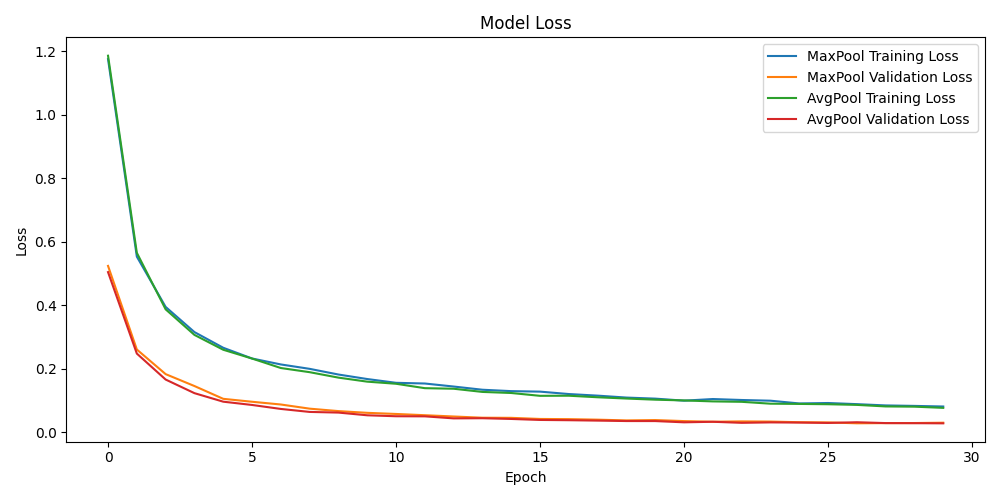 Model Loss
MaxPool Training Loss
MaxPool Validation Loss
AvgPool Training Loss
AvgPool Validation Loss
Loss
1.2
1.0
0.8
0.6
0.4
0.2
0.0
0 5 10 15 20 25 30
Epoch